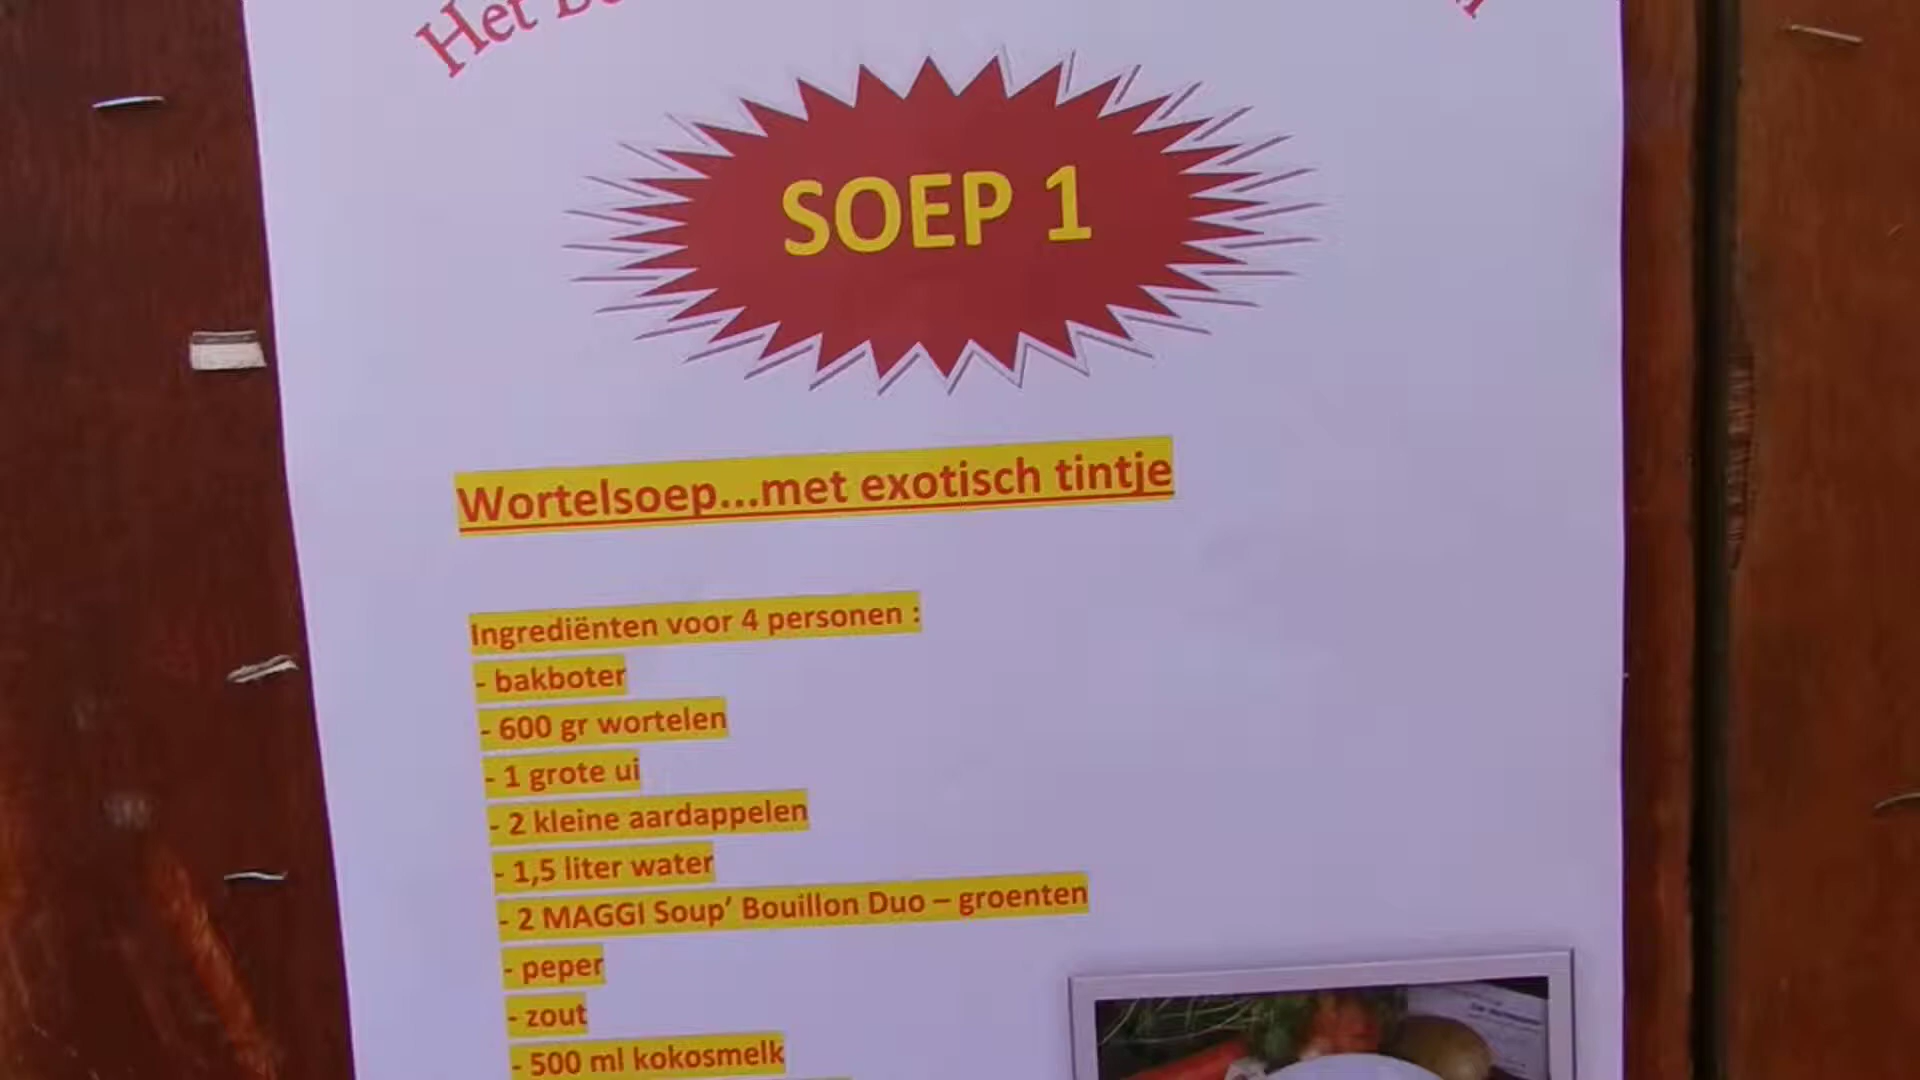 Het
SOEP 1
Wortelsoep...met exotisch tintje
Ingrediënten voor 4 personen :
- bakboter
- 600 gr wortelen
- 1 grote ui
- 2 kleine aardappelen
- 1,5 liter water
- 2 MAGGI Soup’ Bouillon Duo – groenten
- peper
- zout
- 500 ml kokosmelk